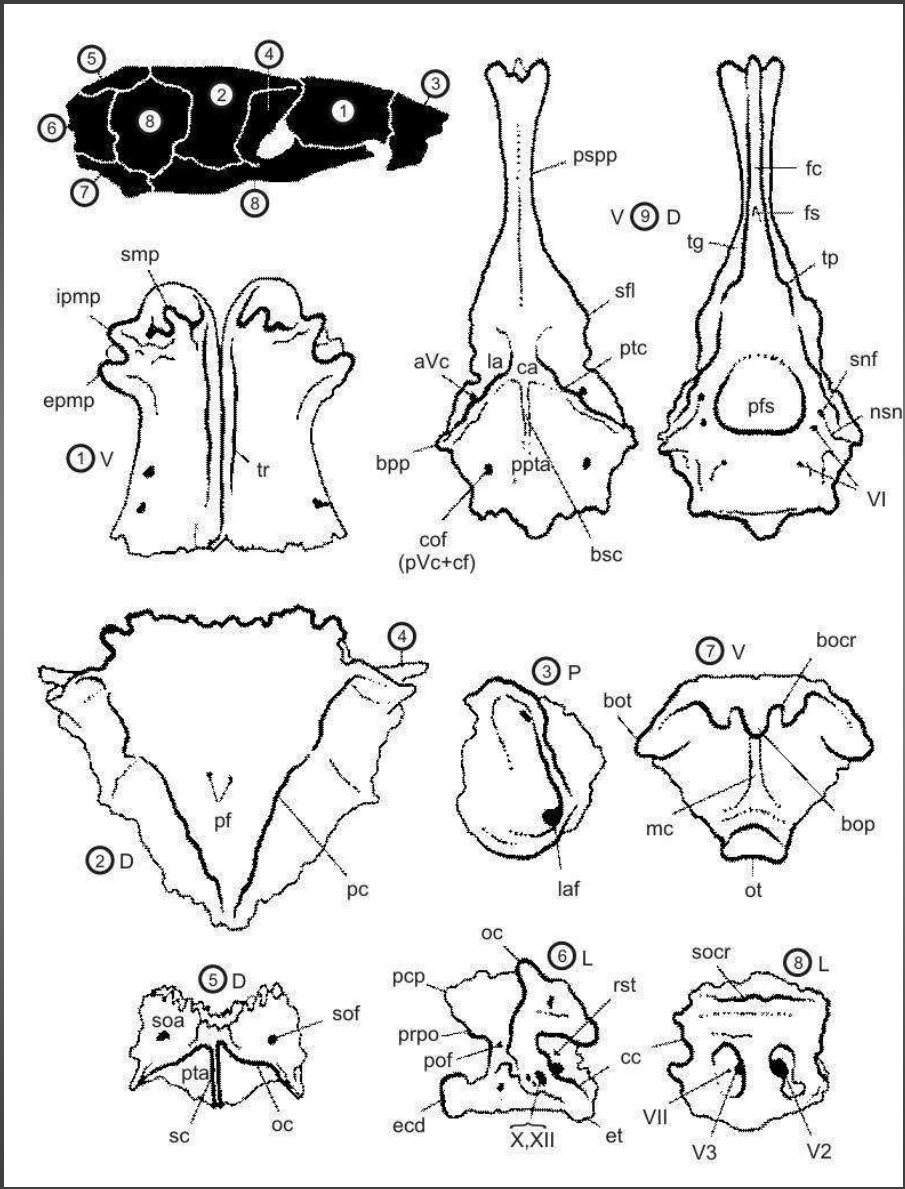 5
4
2
3
1
6
8
7
8
pspp
fc
V 9 D
fs
tg
tp
smp
ipmp
epmp
1 V
tr
sfl
aVc
la
ca
ptc
snf
pfs
nsn
bpp
ppta
cof
(pVc+cf)
bsc
VI
4
3 P
7 V
bocr
bot
pf
2 D
pc
laf
mc
bop
ot
5 D
soa
sof
pta
sc
oc
oc
6 L
pcp
rst
prpo
pof
cc
ecd
X,XII
et
socr
8 L
VII
V3
V2